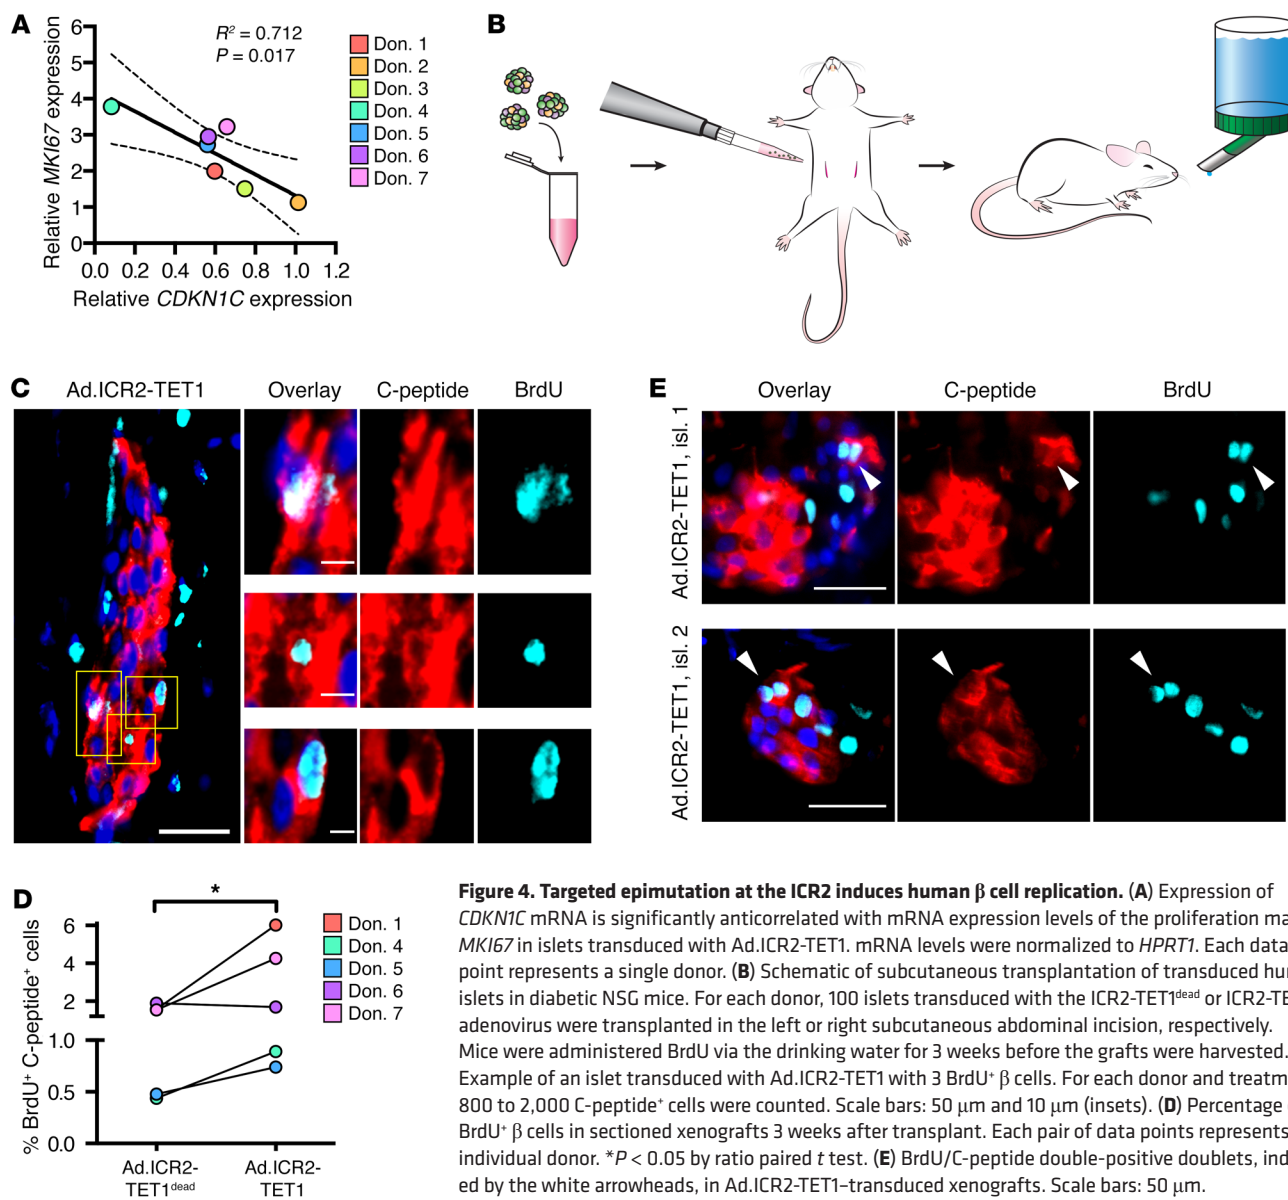 A
Relative MKI67 expression
6
5
4
3
2
1
0
R² = 0.712
P = 0.017
0.0 0.2 0.4 0.6 0.8 1.0 1.2
Relative CDKN1C expression
Don. 1
Don. 2
Don. 3
Don. 4
Don. 5
Don. 6
Don. 7
B
C
Ad.ICR2-TET1
Overlay C-peptide BrdU
E
Overlay C-peptide BrdU
Ad.ICR2-TET1, isl. 1
Ad.ICR2-TET1, isl. 2
D
% BrdU⁺ C-peptide⁺ cells
*
6
4
2
1.0
0.5
0.0
Ad.ICR2-
TET1ᵈᵉᵃᵈ
Ad.ICR2-
TET1
Don. 1
Don. 4
Don. 5
Don. 6
Don. 7
Figure 4. Targeted epimutation at the ICR2 induces human β cell replication. (A) Expression of
CDKN1C mRNA is significantly anticorrelated with mRNA expression levels of the proliferation ma
MKI67 in islets transduced with Ad.ICR2-TET1. mRNA levels were normalized to HPRT1. Each data
point represents a single donor. (B) Schematic of subcutaneous transplantation of transduced hu
islets in diabetic NSG mice. For each donor, 100 islets transduced with the ICR2-TET1ᵈᵉᵃᵈ or ICR2-TE
adenovirus were transplanted in the left or right subcutaneous abdominal incision, respectively.
Mice were administered BrdU via the drinking water for 3 weeks before the grafts were harvested.
Example of an islet transduced with Ad.ICR2-TET1 with 3 BrdU⁺ β cells. For each donor and treatm
800 to 2,000 C-peptide⁺ cells were counted. Scale bars: 50 μm and 10 μm (insets). (D) Percentage
BrdU⁺ β cells in sectioned xenografts 3 weeks after transplant. Each pair of data points represents
individual donor. *P < 0.05 by ratio paired t test. (E) BrdU/C-peptide double-positive doublets, ind
ed by the white arrowheads, in Ad.ICR2-TET1–transduced xenografts. Scale bars: 50 μm.